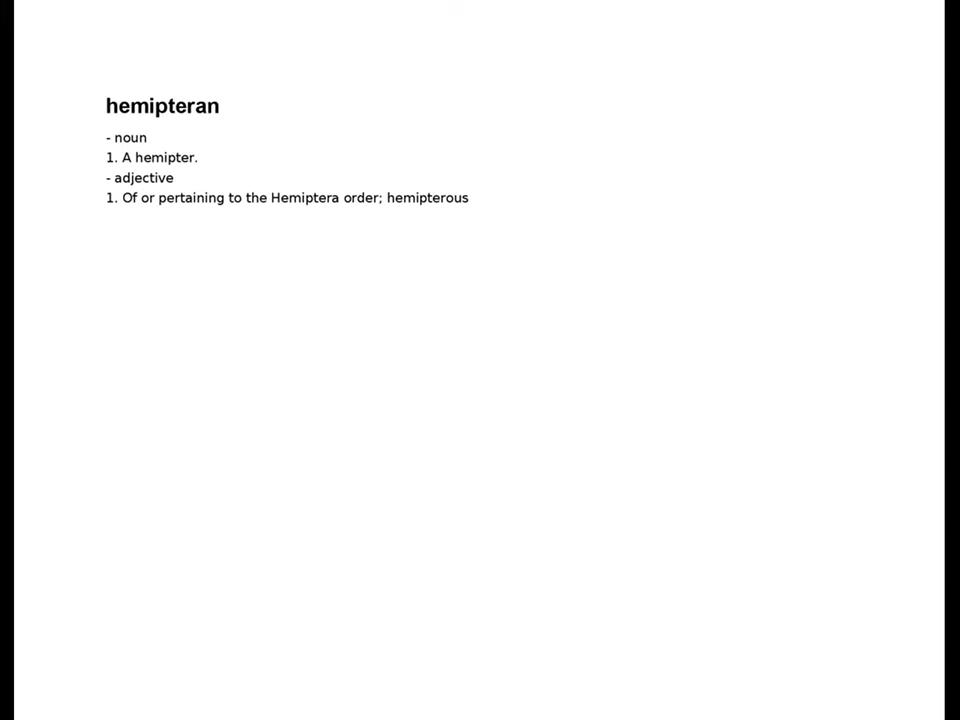 hemipteran
- noun
1. A hemipter.
- adjective
1. Of or pertaining to the Hemiptera order; hemipterous